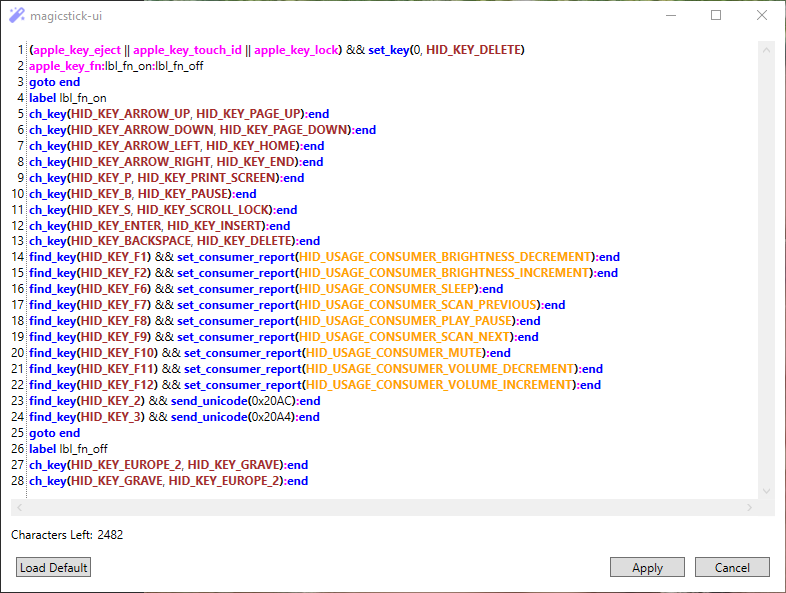 magicstick-ui
1 (apple_key_eject || apple_key_touch_id || apple_key_lock) && set_key(0, HID_KEY_DELETE)
2 apple_key_fn:lbl_fn_on:lbl_fn_off
3 goto end
4 label lbl_fn_on
5 ch_key(HID_KEY_ARROW_UP, HID_KEY_PAGE_UP):end
6 ch_key(HID_KEY_ARROW_DOWN, HID_KEY_PAGE_DOWN):end
7 ch_key(HID_KEY_ARROW_LEFT, HID_KEY_HOME):end
8 ch_key(HID_KEY_ARROW_RIGHT, HID_KEY_END):end
9 ch_key(HID_KEY_P, HID_KEY_PRINT_SCREEN):end
10 ch_key(HID_KEY_B, HID_KEY_PAUSE):end
11 ch_key(HID_KEY_S, HID_KEY_SCROLL_LOCK):end
12 ch_key(HID_KEY_ENTER, HID_KEY_INSERT):end
13 ch_key(HID_KEY_BACKSPACE, HID_KEY_DELETE):end
14 find_key(HID_KEY_F1) && set_consumer_report(HID_USAGE_CONSUMER_BRIGHTNESS_DECREMENT):end
15 find_key(HID_KEY_F2) && set_consumer_report(HID_USAGE_CONSUMER_BRIGHTNESS_INCREMENT):end
16 find_key(HID_KEY_F6) && set_consumer_report(HID_USAGE_CONSUMER_SLEEP):end
17 find_key(HID_KEY_F7) && set_consumer_report(HID_USAGE_CONSUMER_SCAN_PREVIOUS):end
18 find_key(HID_KEY_F8) && set_consumer_report(HID_USAGE_CONSUMER_PLAY_PAUSE):end
19 find_key(HID_KEY_F9) && set_consumer_report(HID_USAGE_CONSUMER_SCAN_NEXT):end
20 find_key(HID_KEY_F10) && set_consumer_report(HID_USAGE_CONSUMER_MUTE):end
21 find_key(HID_KEY_F11) && set_consumer_report(HID_USAGE_CONSUMER_VOLUME_DECREMENT):end
22 find_key(HID_KEY_F12) && set_consumer_report(HID_USAGE_CONSUMER_VOLUME_INCREMENT):end
23 find_key(HID_KEY_2) && send_unicode(0x20AC):end
24 find_key(HID_KEY_3) && send_unicode(0x20A4):end
25 goto end
26 label lbl_fn_off
27 ch_key(HID_KEY_EUROPE_2, HID_KEY_GRAVE):end
28 ch_key(HID_KEY_GRAVE, HID_KEY_EUROPE_2):end
Characters Left: 2482
Load Default Apply Cancel